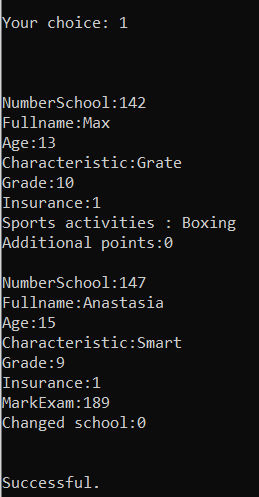 Your choice: 1
NumberSchool:142
Fullname:Max
Age:13
Characteristic:Grate
Grade:10
Insurance:1
Sports activities : Boxing
Additional points:0
NumberSchool:147
Fullname:Anastasia
Age:15
Characteristic:Smart
Grade:9
Insurance:1
MarkExam:189
Changed school:0
Successful.